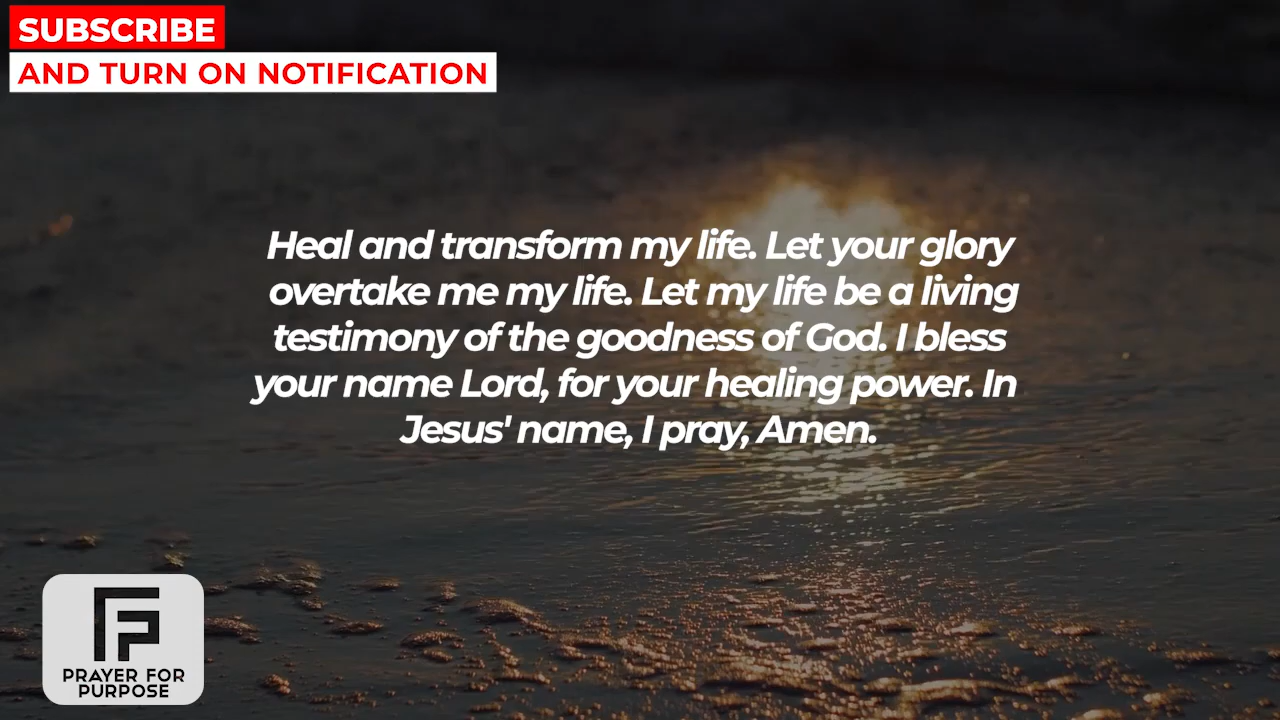 SUBSCRIBE
AND TURN ON NOTIFICATION
Heal and transform my life. Let your glory
overtake me my life. Let my life be a living
testimony of the goodness of God. I bless
your name Lord, for your healing power. In
Jesus' name, I pray, Amen.
PRAYER FOR
PURPOSE